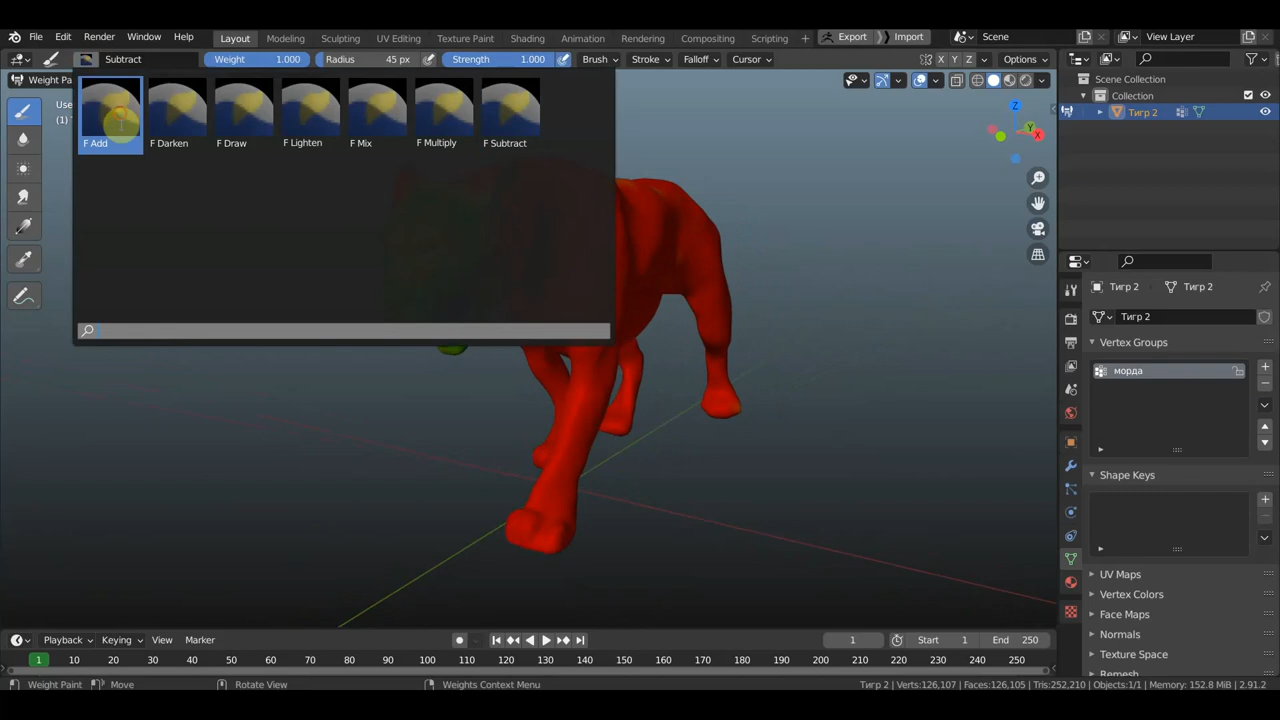 File Edit Render Window Help Layout Modeling Sculpting UV Editing Texture Paint Shading Animation Rendering Compositing Scripting + Export Import Scene View Layer
Subtract Weight 1.000 Radius 45 px Strength 1.000 Brush Stroke Falloff Cursor X Y Z Options
Weight Pa
Use
(1)
F Add F Darken F Draw F Lighten F Mix F Multiply F Subtract
Z
Y
X
Scene Collection
Collection
Тигр 2
Тигр 2 Тигр 2
Тигр 2
Vertex Groups
морда
Shape Keys
UV Maps
Vertex Colors
Face Maps
Normals
Texture Space
Remesh
Playback Keying View Marker 1 Start 1 End 250
1 10 20 30 40 50 60 70 80 90 100 110 120 130 140 150 160 170 180 190 200 210 220 230 240 250
Weight Paint Move Rotate View Weights Context Menu Тигр 2 | Verts:126,107 | Faces:126,105 | Tris:252,210 | Objects:1/1 | Memory: 152.8 MiB | 2.91.2